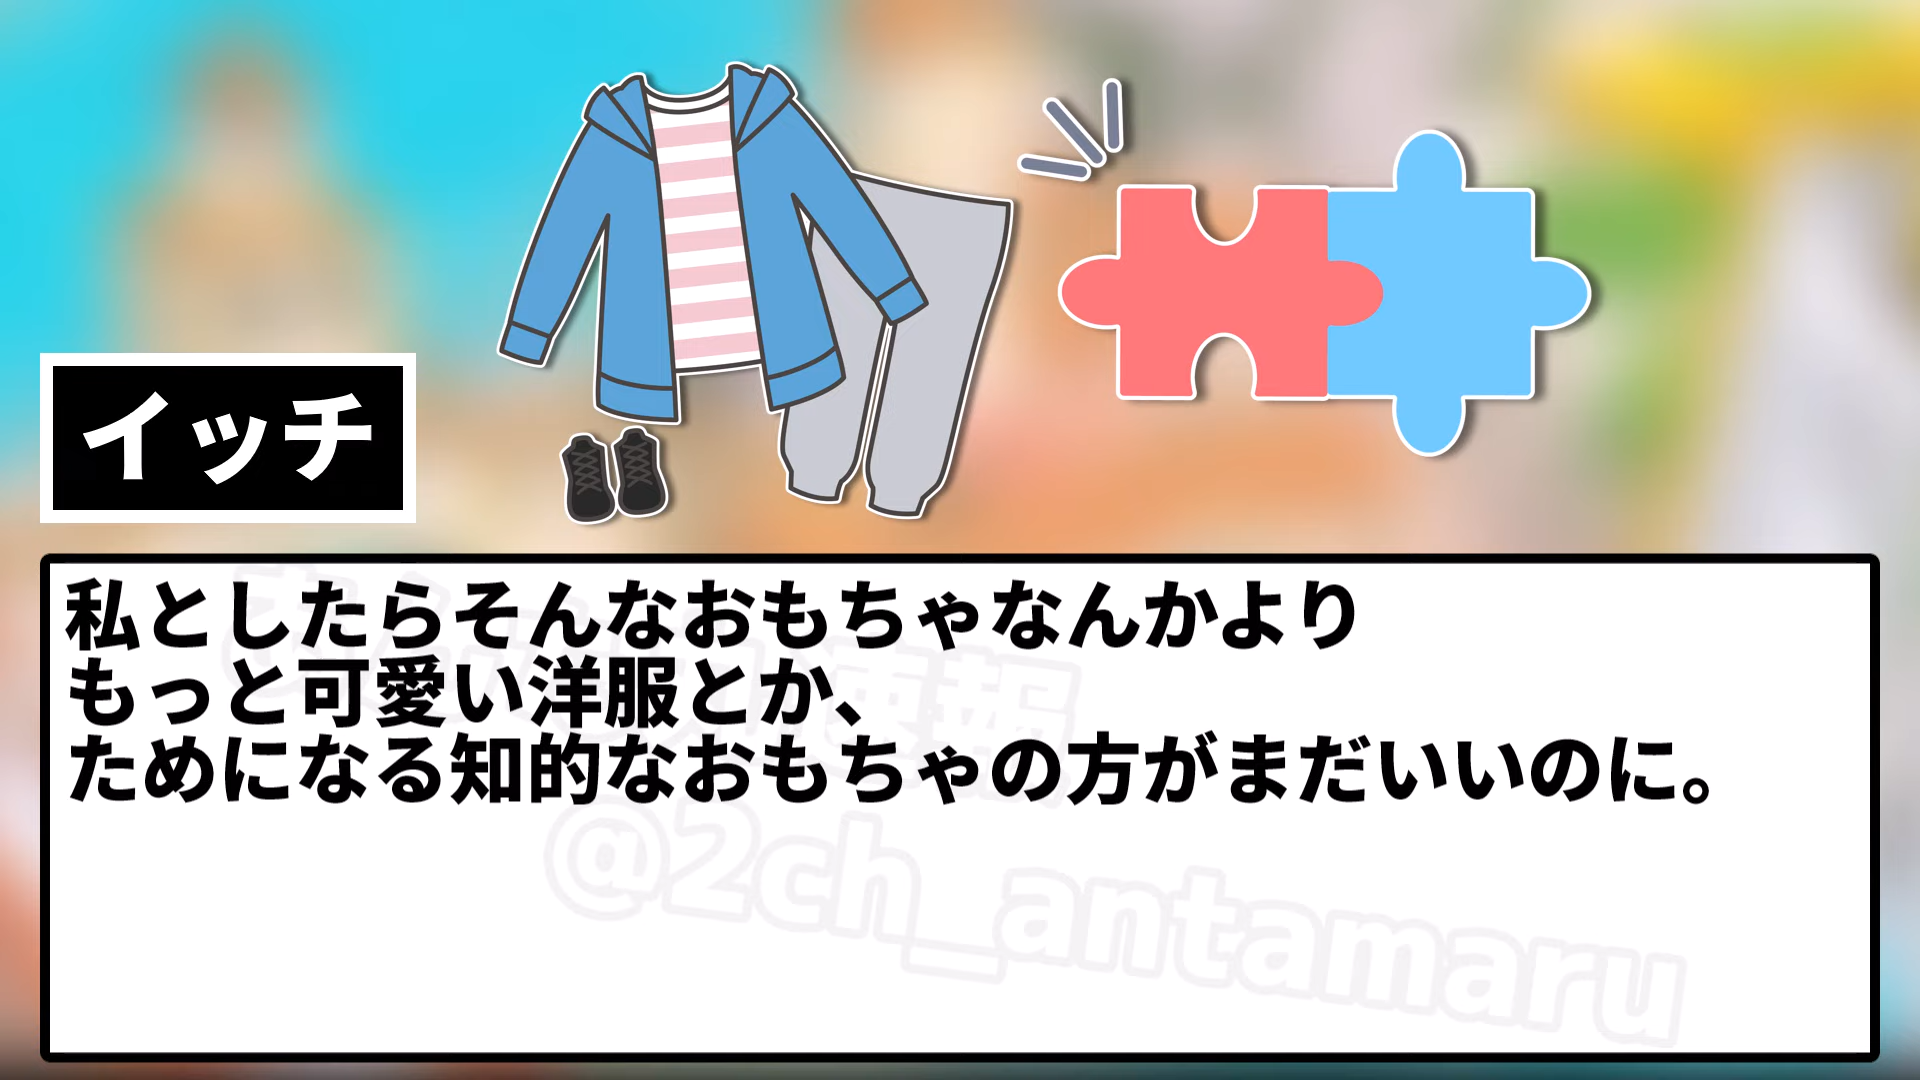 イッチ
私としたらそんなおもちゃなんかより
もっと可愛い洋服とか、
ためになる知的なおもちゃの方がまだいいのに。
@2ch_antamaru